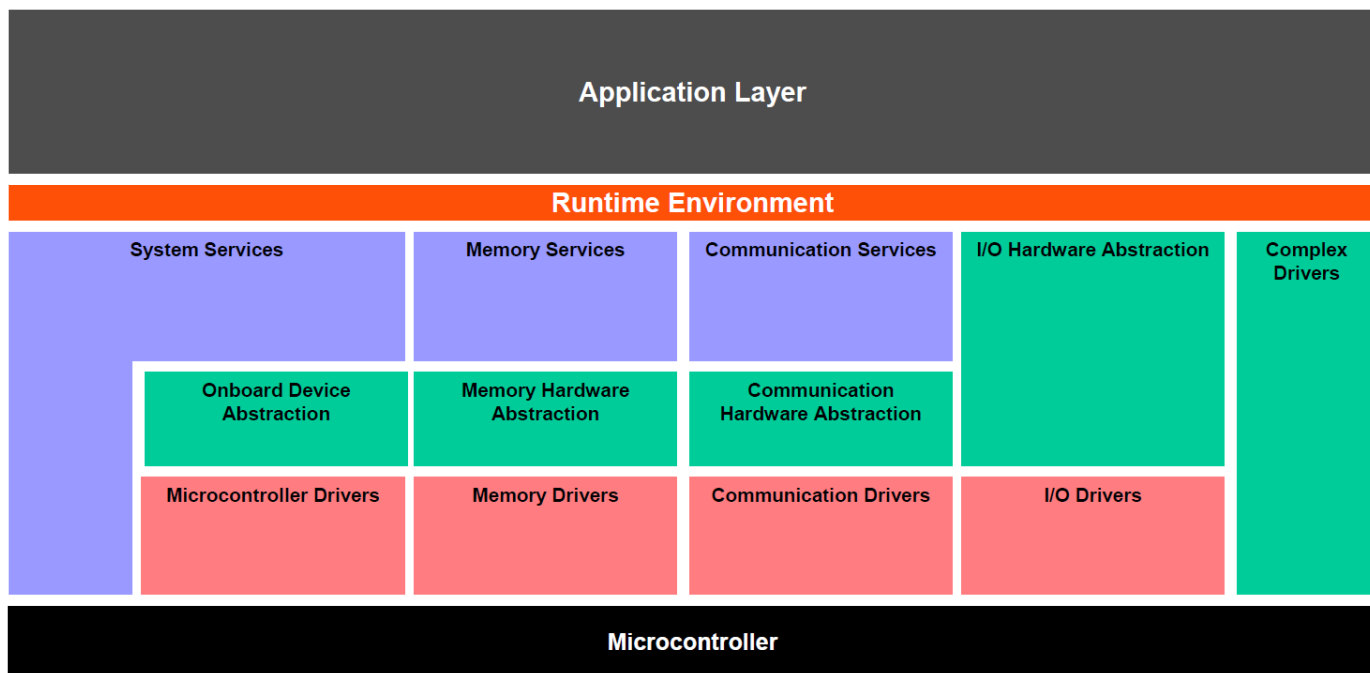 Application Layer
Runtime Environment
System Services
Memory Services
Communication Services
I/O Hardware Abstraction
Complex
Drivers
Onboard Device
Abstraction
Memory Hardware
Abstraction
Communication
Hardware Abstraction
Microcontroller Drivers
Memory Drivers
Communication Drivers
I/O Drivers
Microcontroller